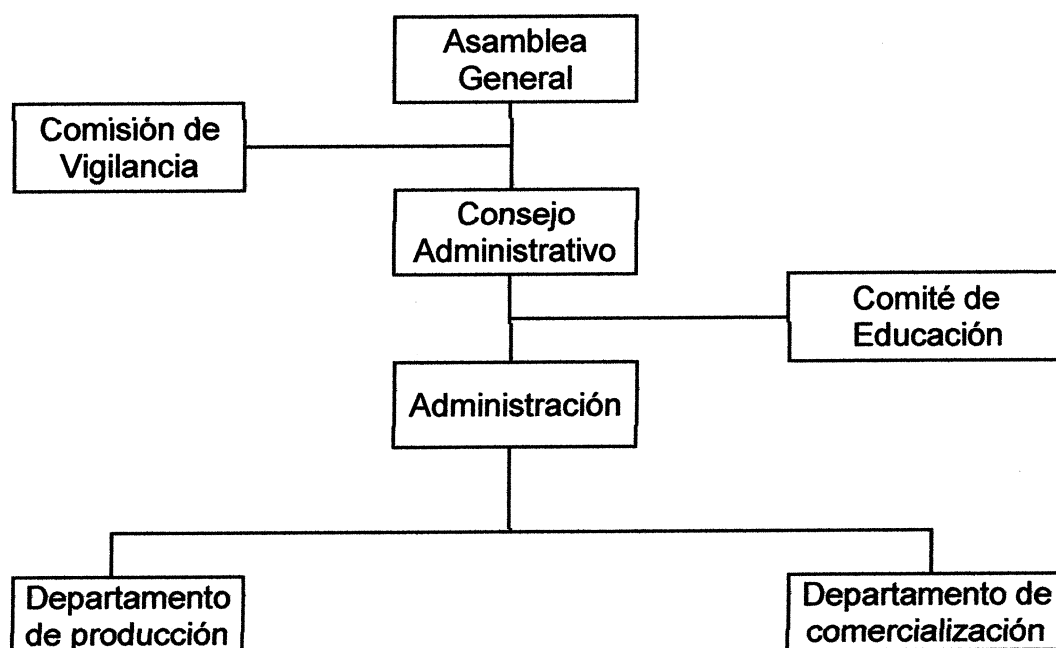 Asamblea
General
Comisión de
Vigilancia
Consejo
Administrativo
Comité de
Educación
Administración
Departamento
de producción
Departamento de
comercialización